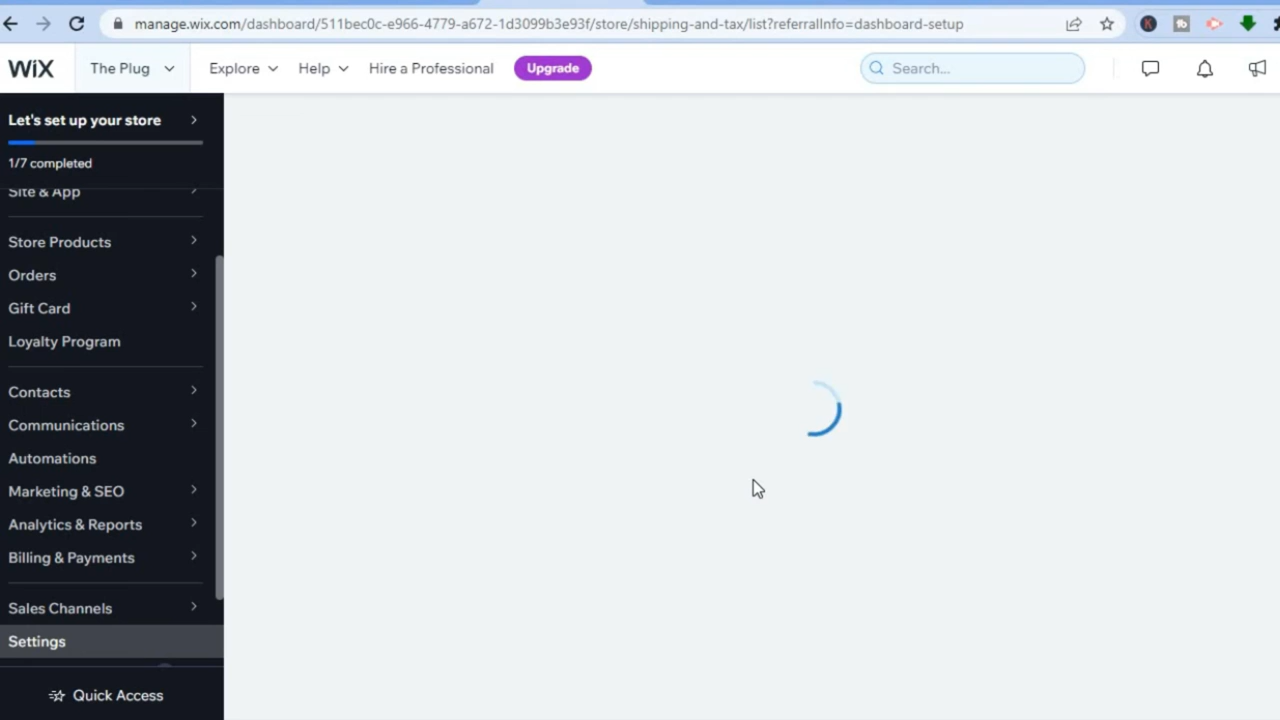 manage.wix.com/dashboard/511bec0c-e966-4779-a672-1d3099b3e93f/store/shipping-and-tax/list?referralInfo=dashboard-setup
WiX The Plug Explore Help Hire a Professional Upgrade Search...
Let's set up your store
1/7 completed
Site & App
Store Products
Orders
Gift Card
Loyalty Program
Contacts
Communications
Automations
Marketing & SEO
Analytics & Reports
Billing & Payments
Sales Channels
Settings
Quick Access